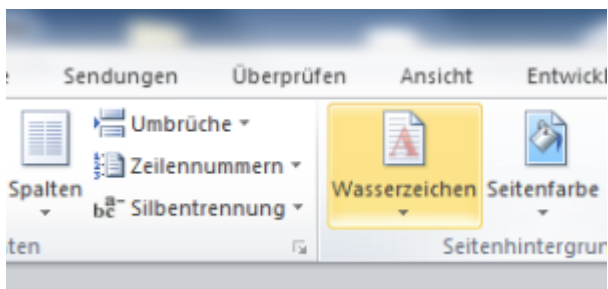 Sendungen Überprüfen Ansicht
Umbrüche
Zeilennummern
Spalten
Silbentrennung
Wasserzeichen Seitenfarbe